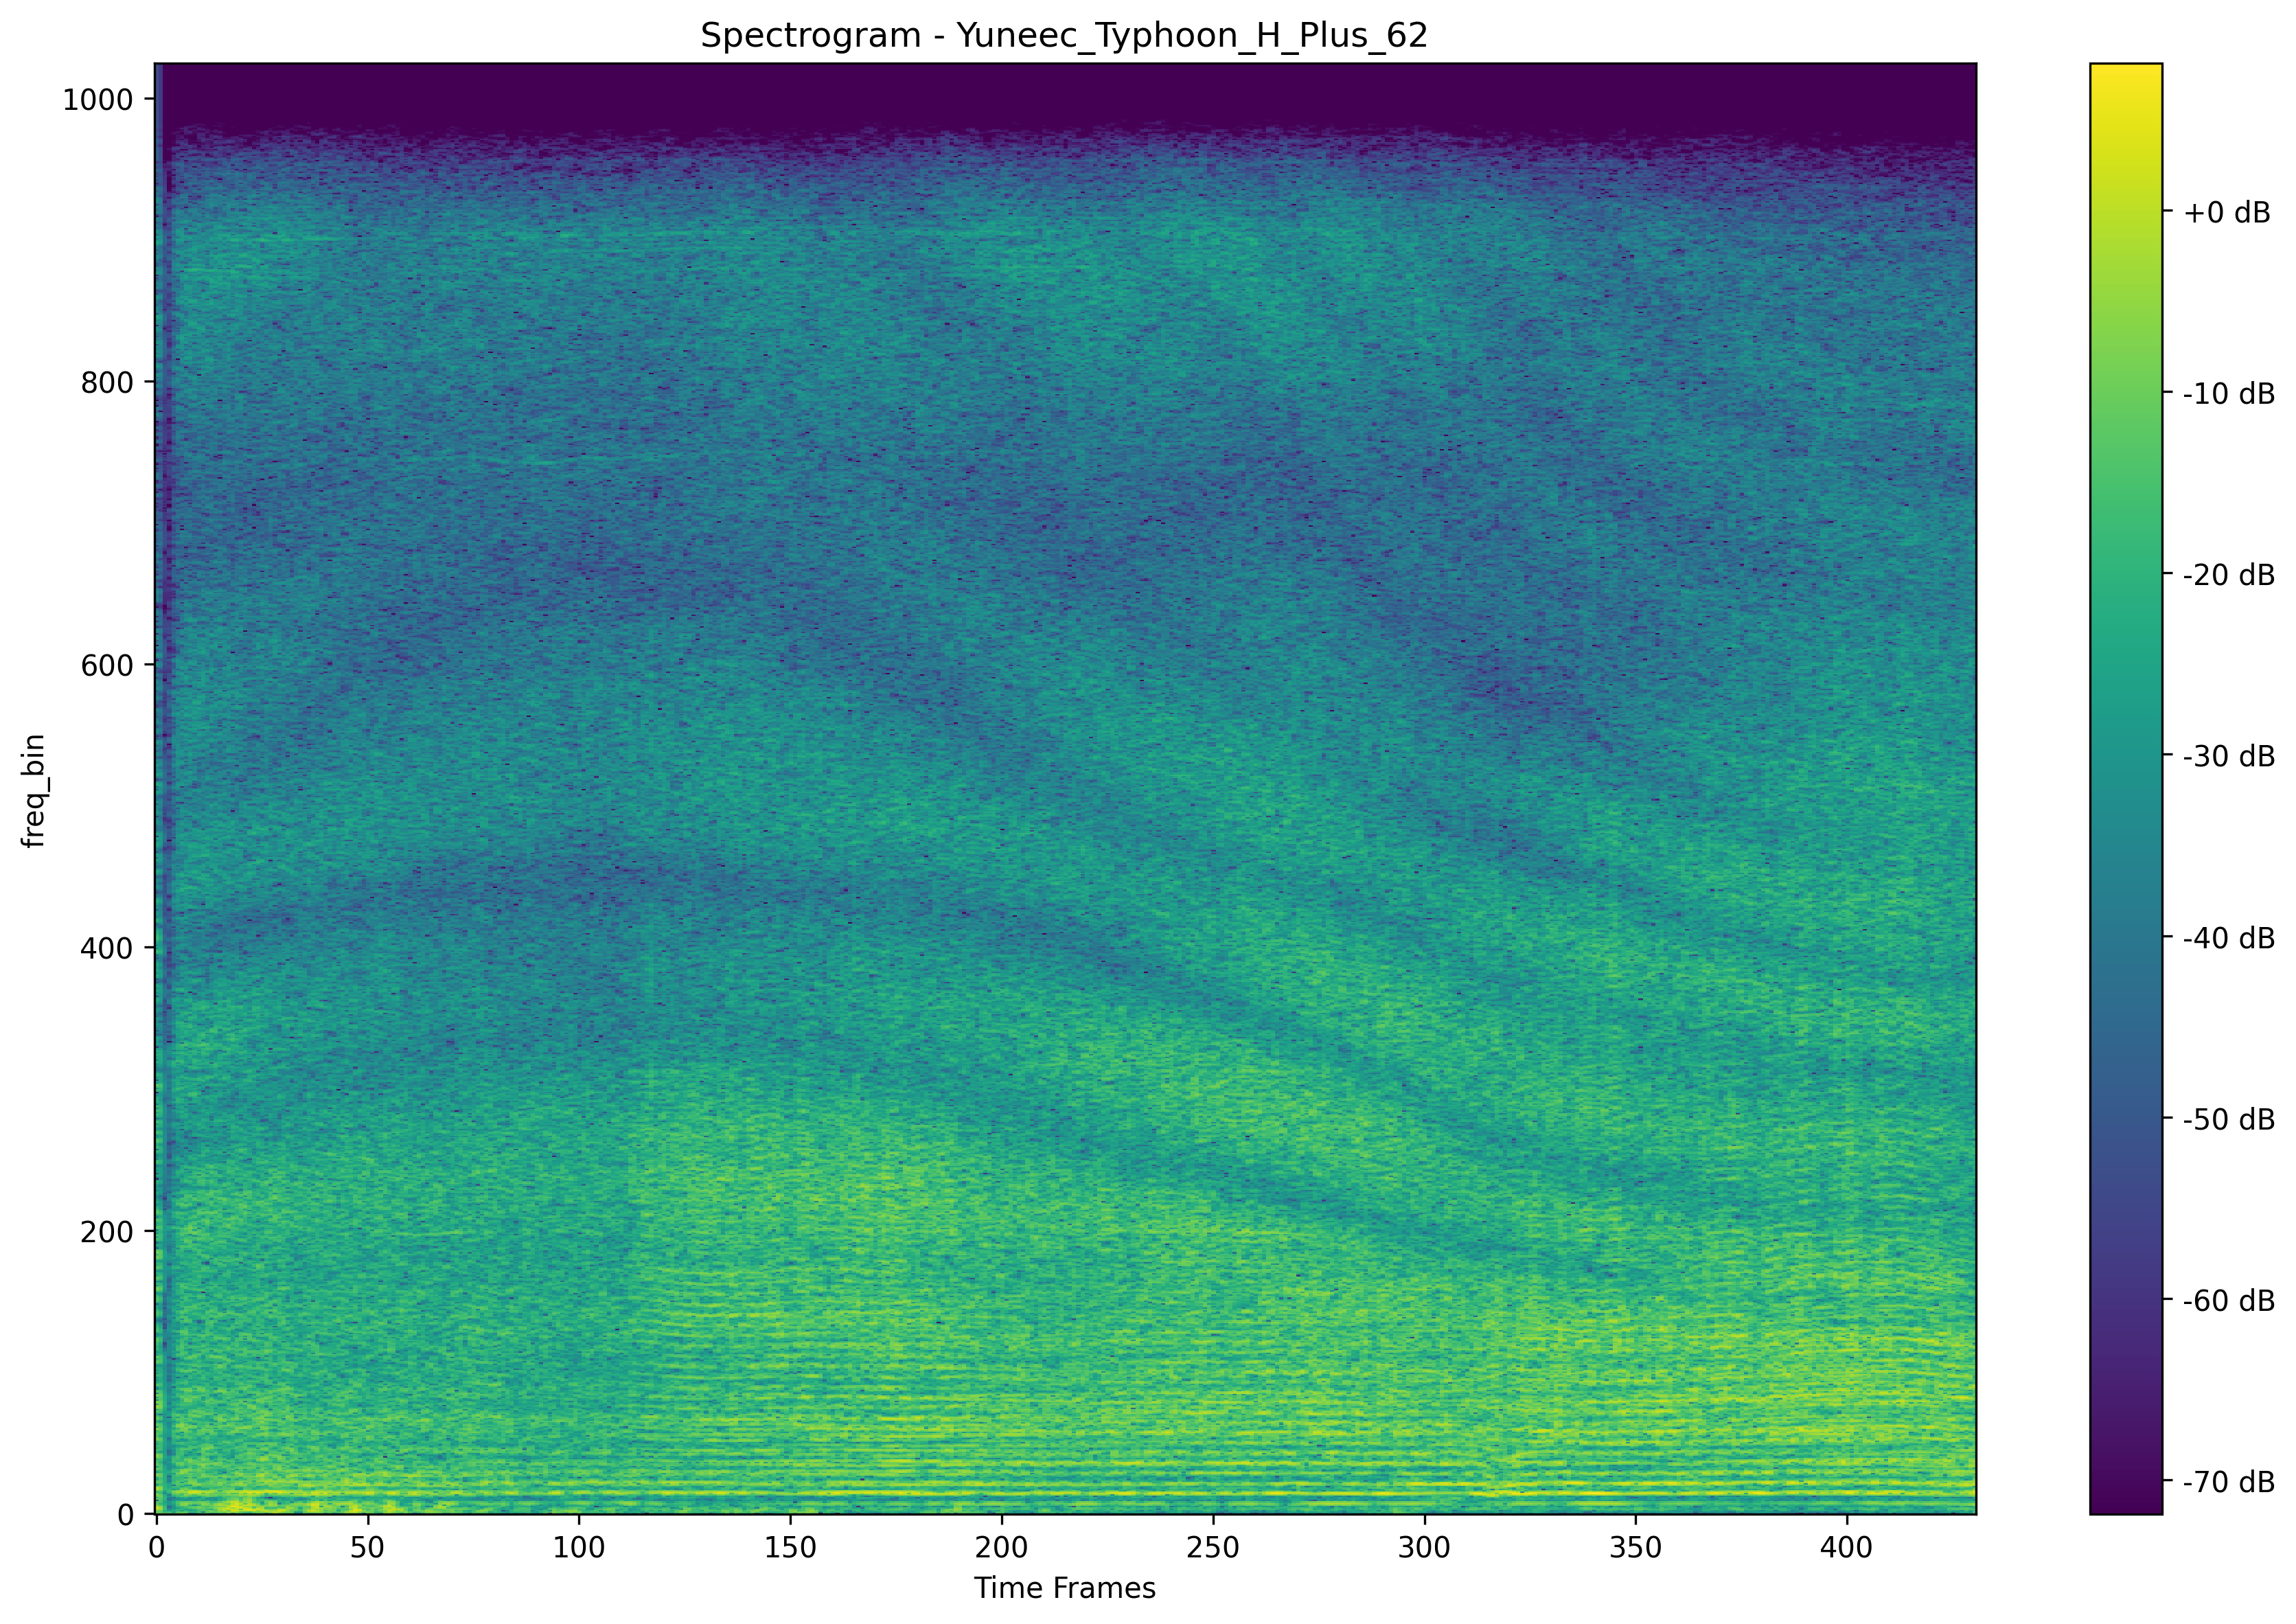 Spectrogram - Yuneec_Typhoon_H_Plus_62
1000
800
600
400
200
0
freq_bin
0 50 100 150 200 250 300 350 400
Time Frames
+0 dB
-10 dB
-20 dB
-30 dB
-40 dB
-50 dB
-60 dB
-70 dB